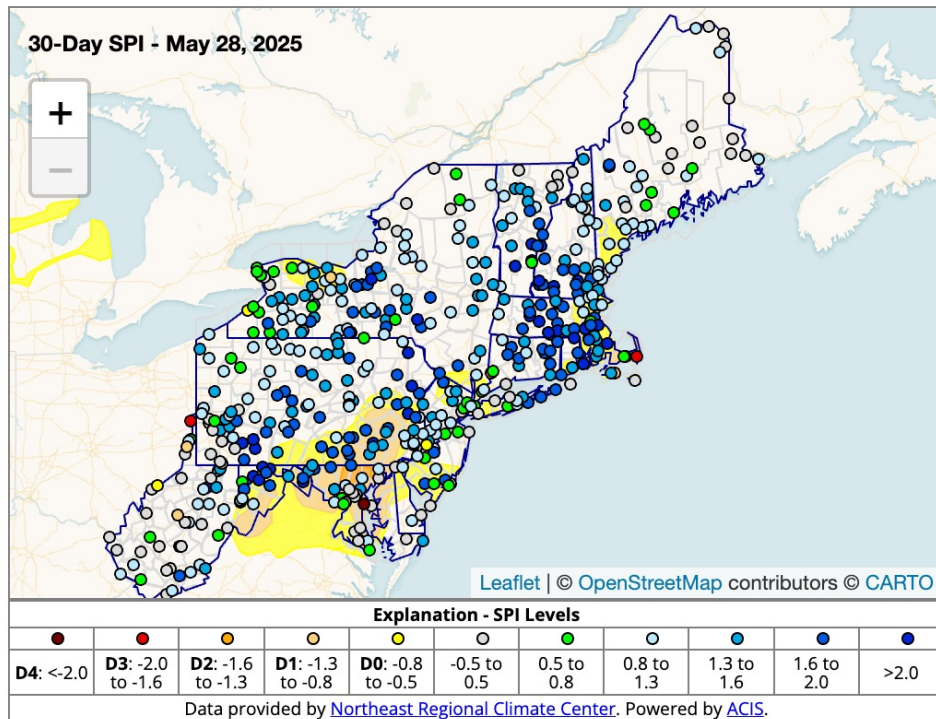 30-Day SPI - May 28, 2025
+
−
Leaflet | © OpenStreetMap contributors © CARTO
Explanation - SPI Levels
D4: <-2.0
D3: -2.0
to -1.6
D2: -1.6
to -1.3
D1: -1.3
to -0.8
D0: -0.8
to -0.5
-0.5 to
0.5
0.5 to
0.8
0.8 to
1.3
1.3 to
1.6
1.6 to
2.0
>2.0
Data provided by Northeast Regional Climate Center. Powered by ACIS.